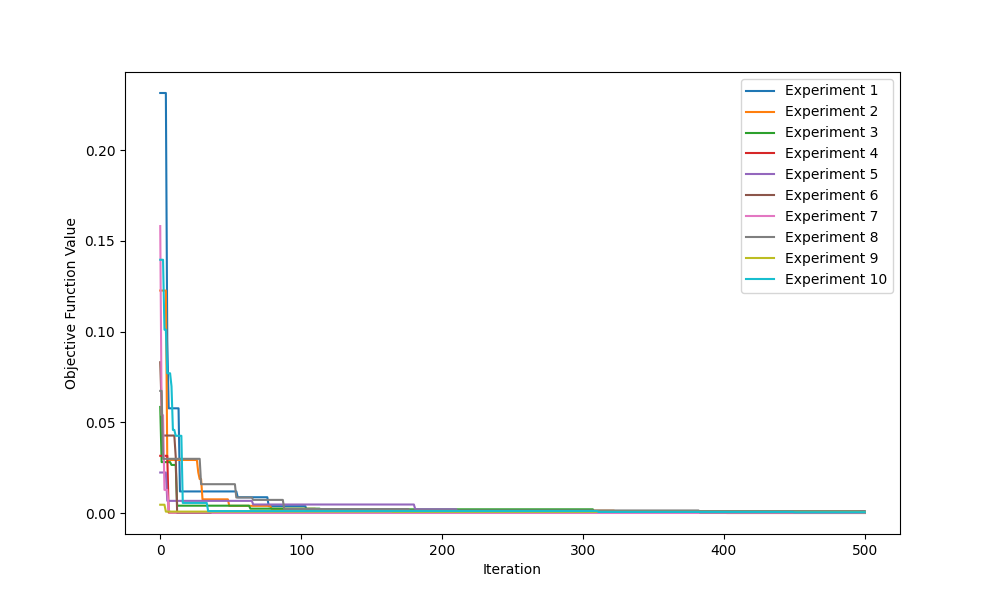 Objective Function Value
0.20
0.15
0.10
0.05
0.00
0
100
200
300
400
500
Iteration
Experiment 1
Experiment 2
Experiment 3
Experiment 4
Experiment 5
Experiment 6
Experiment 7
Experiment 8
Experiment 9
Experiment 10